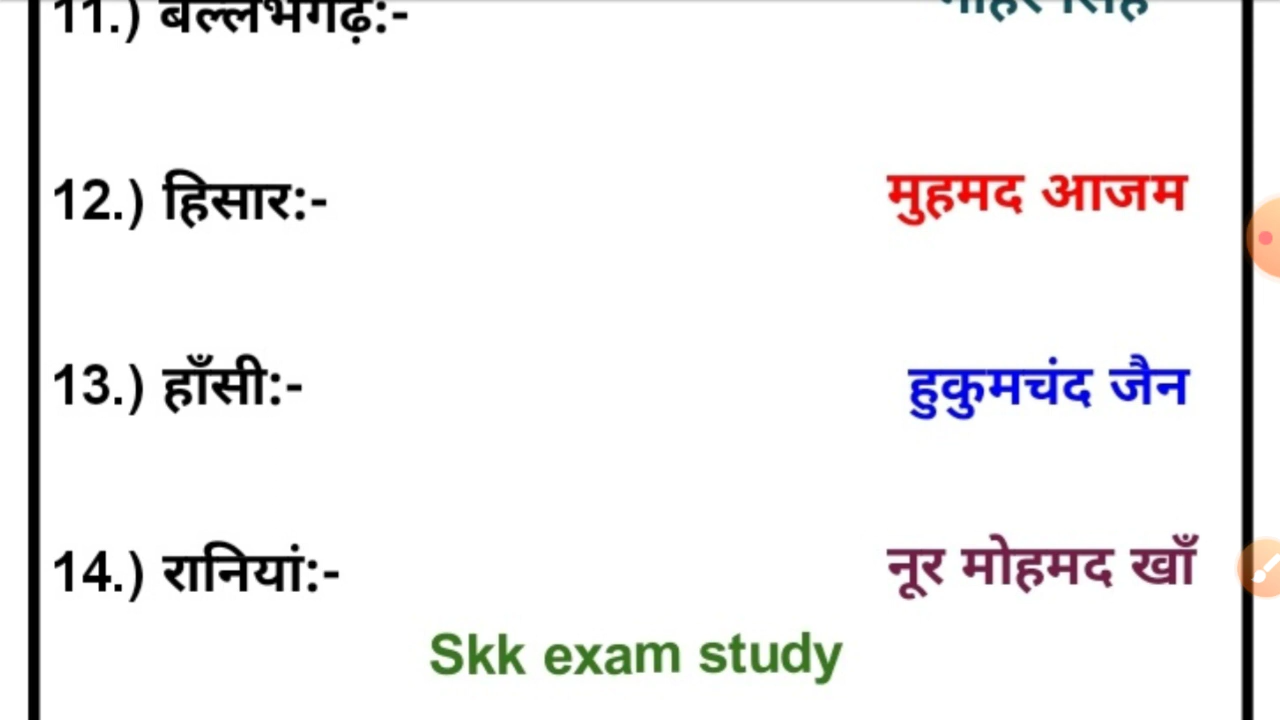 11.) बल्लभगढ़:- सिंह
12.) हिसार:- मुहमद आजम
13.) हाँसी:- हुकुमचंद जैन
14.) रानियां:- नूर मोहमद खाँ
Skk exam study